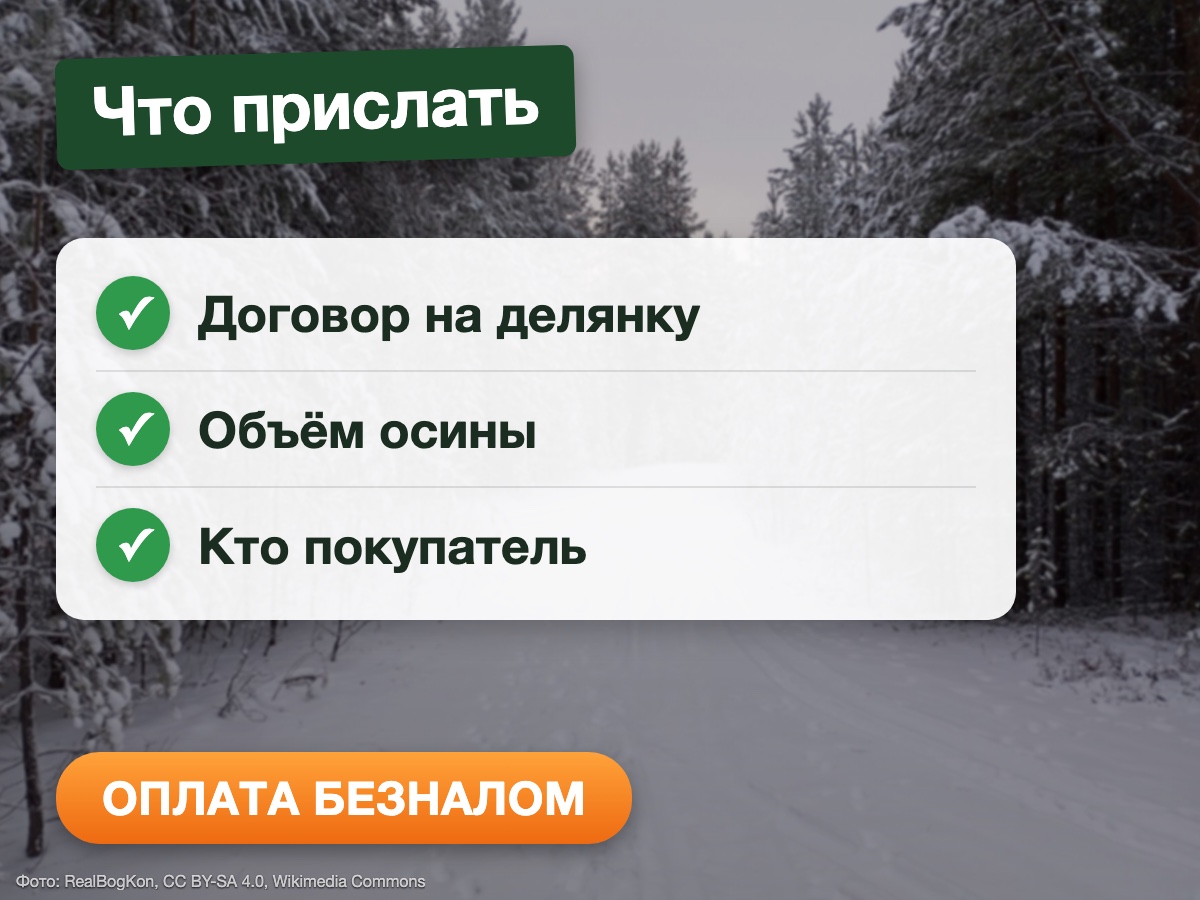 Что прислать
Договор на делянку
Объём осины
Кто покупатель
ОПЛАТА БЕЗНАЛОМ
Фото: RealBogKon, CC BY-SA 4.0, Wikimedia Commons